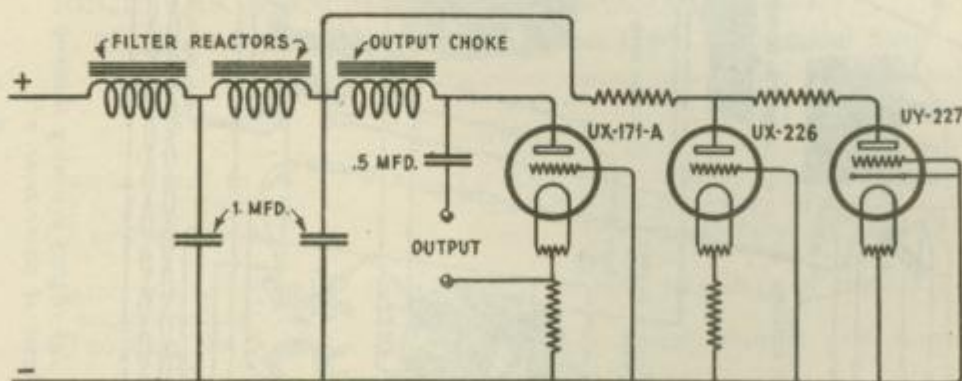 FILTER REACTORS
OUTPUT CHOKE
+
UX-171-A
UX-226
UY-227
.5 MFD.
1. MFD.
OUTPUT
−